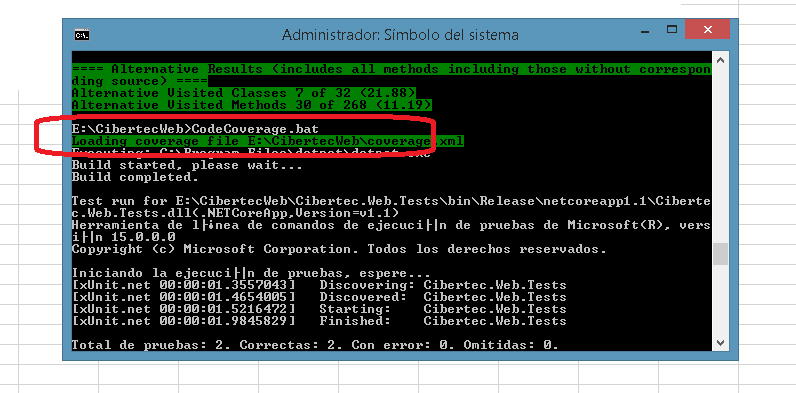 Administrador: Símbolo del sistema
==== Alternative Results (includes all methods including those without correspon
ding source) ====
Alternative Visited Classes 7 of 32 (21.88)
Alternative Visited Methods 30 of 268 (11.19)
E:\CibertecWeb>CodeCoverage.bat
Loading coverage file E:\CibertecWeb\coverage.xml
Executing: C:\Program Files\dotnet\dotnet.exe
Build started, please wait...
Build completed.
Test run for E:\CibertecWeb\Cibertec.Web.Tests\bin\Release\netcoreapp1.1\Ciberte
c.Web.Tests.dll(.NETCoreApp,Version=v1.1)
Herramienta de l├¡nea de comandos de ejecuci├│n de pruebas de Microsoft(R), vers
i├│n 15.0.0.0
Copyright (c) Microsoft Corporation. Todos los derechos reservados.
Iniciando la ejecuci├│n de pruebas, espere...
[xUnit.net 00:00:01.3557043]   Discovering: Cibertec.Web.Tests
[xUnit.net 00:00:01.4654005]   Discovered:  Cibertec.Web.Tests
[xUnit.net 00:00:01.5216472]   Starting:    Cibertec.Web.Tests
[xUnit.net 00:00:01.9845829]   Finished:    Cibertec.Web.Tests
Total de pruebas: 2. Correctas: 2. Con error: 0. Omitidas: 0.